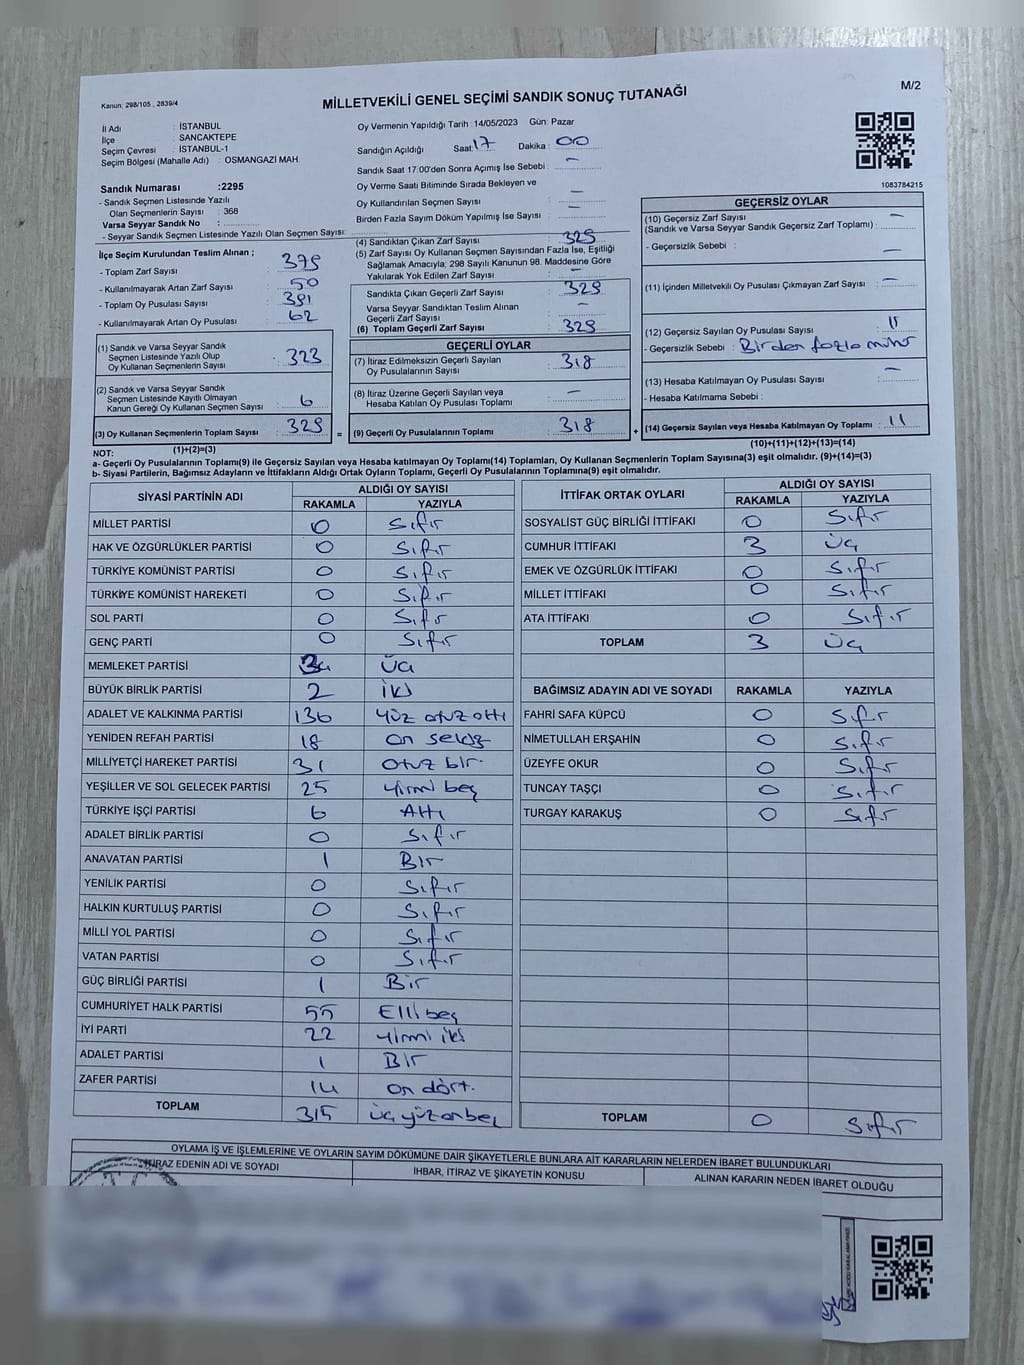 M/2
Kanun; 298/105 , 2839/4
MİLLETVEKİLİ GENEL SEÇİMİ SANDIK SONUÇ TUTANAĞI
İl Adı : İSTANBUL
İlçe : SANCAKTEPE
Seçim Çevresi : İSTANBUL-1
Seçim Bölgesi (Mahalle Adı) : OSMANGAZİ MAH
Sandık Numarası :2295
- Sandık Seçmen Listesinde Yazılı
Olan Seçmenlerin Sayısı : 368
Varsa Seyyar Sandık No :
- Seyyar Sandık Seçmen Listesinde Yazılı Olan Seçmen Sayısı:
Oy Vermenin Yapıldığı Tarih :14/05/2023 Gün: Pazar
Sandığın Açıldığı Saat: 17 Dakika : 00
Sandık Saat 17:00'den Sonra Açımış İse Sebebi : -
Oy Verme Saati Bitiminde Sırada Bekleyen ve
Oy Kullandırılan Seçmen Sayısı : -
Birden Fazla Sayım Döküm Yapılmış İse Sayısı : -
1083784215
İlçe Seçim Kurulundan Teslim Alınan ;
- Toplam Zarf Sayısı : 379
- Kullanılmayarak Artan Zarf Sayısı : 50
- Toplam Oy Pusulası Sayısı : 391
- Kullanılmayarak Artan Oy Pusulası : 62
(1) Sandık ve Varsa Seyyar Sandık
Seçmen Listesinde Yazılı Olup
Oy Kullanan Seçmenlerin Sayısı : 323
(2) Sandık ve Varsa Seyyar Sandık
Seçmen Listesinde Kayıtlı Olmayan
Kanun Gereği Oy Kullanan Seçmen Sayısı : 6
(3) Oy Kullanan Seçmenlerin Toplam Sayısı : 329
(1)+(2)=(3)
(4) Sandıktan Çıkan Zarf Sayısı : 329
(5) Zarf Sayısı Oy Kullanan Seçmen Sayısından Fazla İse, Eşitliği
Sağlamak Amacıyla; 298 Sayılı Kanunun 98. Maddesine Göre
Yakılarak Yok Edilen Zarf Sayısı : -
Sandıkta Çıkan Geçerli Zarf Sayısı : 329
Varsa Seyyar Sandıktan Teslim Alınan
Geçerli Zarf Sayısı : -
(6) Toplam Geçerli Zarf Sayısı : 329
GEÇERLİ OYLAR
(7) İtiraz Edilmeksizin Geçerli Sayılan
Oy Pusulalarının Sayısı : 318
(8) İtiraz Üzerine Geçerli Sayılan veya
Hesaba Katılan Oy Pusulası Toplamı : -
= (9) Geçerli Oy Pusulalarının Toplamı : 318
GEÇERSİZ OYLAR
(10) Geçersiz Zarf Sayısı
(Sandık ve Varsa Seyyar Sandık Geçersiz Zarf Toplamı) : -
- Geçersizlik Sebebi : -
(11) İçinden Milletvekili Oy Pusulası Çıkmayan Zarf Sayısı : -
(12) Geçersiz Sayılan Oy Pusulası Sayısı : 11
- Geçersizlik Sebebi : Birden fazla mühür
(13) Hesaba Katılmayan Oy Pusulası Sayısı : -
- Hesaba Katılmama Sebebi :
+ (14) Geçersiz Sayılan veya Hesaba Katılmayan Oy Toplamı : 11
(10)+(11)+(12)+(13)=(14)
NOT:
a- Geçerli Oy Pusulalarının Toplamı(9) ile Geçersiz Sayılan veya Hesaba katılmayan Oy Toplamı(14) Toplamları, Oy Kullanan Seçmenlerin Toplam Sayısına(3) eşit olmalıdır. (9)+(14)=(3)
b- Siyasi Partilerin, Bağımsız Adayların ve İttifakların Aldığı Ortak Oyların Toplamı, Geçerli Oy Pusulalarının Toplamına(9) eşit olmalıdır.
SİYASİ PARTİNİN ADI ALDIĞI OY SAYISI
RAKAMLA YAZIYLA
MİLLET PARTİSİ 0 Sıfır
HAK VE ÖZGÜRLÜKLER PARTİSİ 0 Sıfır
TÜRKİYE KOMÜNİST PARTİSİ 0 Sıfır
TÜRKİYE KOMÜNİST HAREKETİ 0 Sıfır
SOL PARTİ 0 Sıfır
GENÇ PARTİ 0 Sıfır
MEMLEKET PARTİSİ 3 üç
BÜYÜK BİRLİK PARTİSİ 2 iki
ADALET VE KALKINMA PARTİSİ 136 yüz otuz altı
YENİDEN REFAH PARTİSİ 18 on sekiz
MİLLİYETÇİ HAREKET PARTİSİ 31 otuz bir.
YEŞİLLER VE SOL GELECEK PARTİSİ 25 yirmi beş
TÜRKİYE İŞÇİ PARTİSİ 6 Altı
ADALET BİRLİK PARTİSİ 0 Sıfır
ANAVATAN PARTİSİ 1 Bir
YENİLİK PARTİSİ 0 Sıfır
HALKIN KURTULUŞ PARTİSİ 0 Sıfır
MİLLİ YOL PARTİSİ 0 Sıfır
VATAN PARTİSİ 0 Sıfır
GÜÇ BİRLİĞİ PARTİSİ 1 Bir
CUMHURİYET HALK PARTİSİ 55 Elli beş
İYİ PARTİ 22 yirmi iki
ADALET PARTİSİ 1 Bir
ZAFER PARTİSİ 14 on dört.
TOPLAM 315 üç yüz on beş
İTTİFAK ORTAK OYLARI ALDIĞI OY SAYISI
RAKAMLA YAZIYLA
SOSYALİST GÜÇ BİRLİĞİ İTTİFAKI 0 Sıfır
CUMHUR İTTİFAKI 3 üç
EMEK VE ÖZGÜRLÜK İTTİFAKI 0 Sıfır
MİLLET İTTİFAKI 0 Sıfır
ATA İTTİFAKI 0 Sıfır
TOPLAM 3 üç
BAĞIMSIZ ADAYIN ADI VE SOYADI RAKAMLA YAZIYLA
FAHRİ SAFA KÜPCÜ 0 Sıfır
NİMETULLAH ERŞAHİN 0 Sıfır
ÜZEYFE OKUR 0 Sıfır
TUNCAY TAŞÇI 0 Sıfır
TURGAY KARAKUŞ 0 Sıfır
TOPLAM 0 Sıfır
OYLAMA İŞ VE İŞLEMLERİNE VE OYLARIN SAYIM DÖKÜMÜNE DAİR ŞİKAYETLERLE BUNLARA AİT KARARLARIN NELERDEN İBARET BULUNDUKLARI
İTİRAZ EDENİN ADI VE SOYADI
İHBAR, İTİRAZ VE ŞİKAYETİN KONUSU
ALINAN KARARIN NEDEN İBARET OLDUĞU